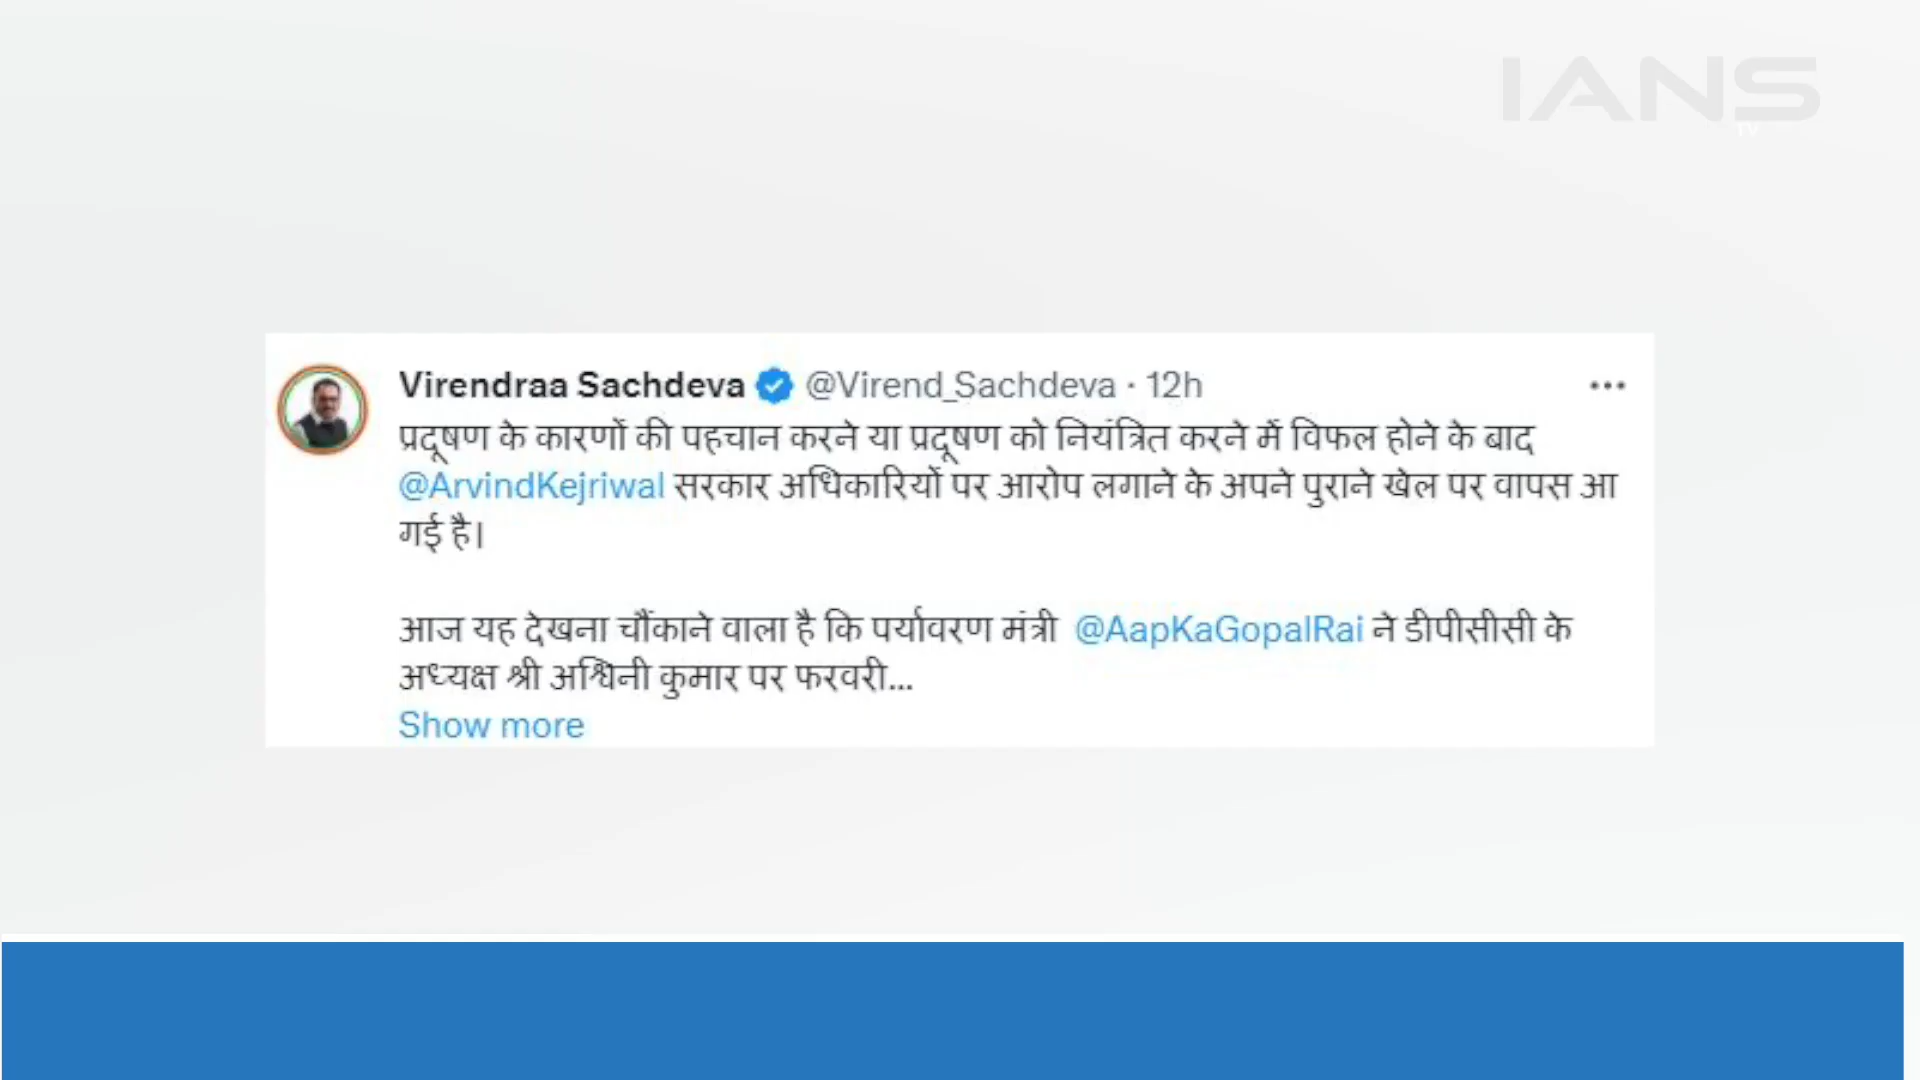 IANS
TV
Virendraa Sachdeva @Virend_Sachdeva · 12h
प्रदूषण के कारणों की पहचान करने या प्रदूषण को नियंत्रित करने में विफल होने के बाद
@ArvindKejriwal सरकार अधिकारियों पर आरोप लगाने के अपने पुराने खेल पर वापस आ
गई है।
आज यह देखना चौंकाने वाला है कि पर्यावरण मंत्री @AapKaGopalRai ने डीपीसीसी के
अध्यक्ष श्री अश्विनी कुमार पर फरवरी...
Show more